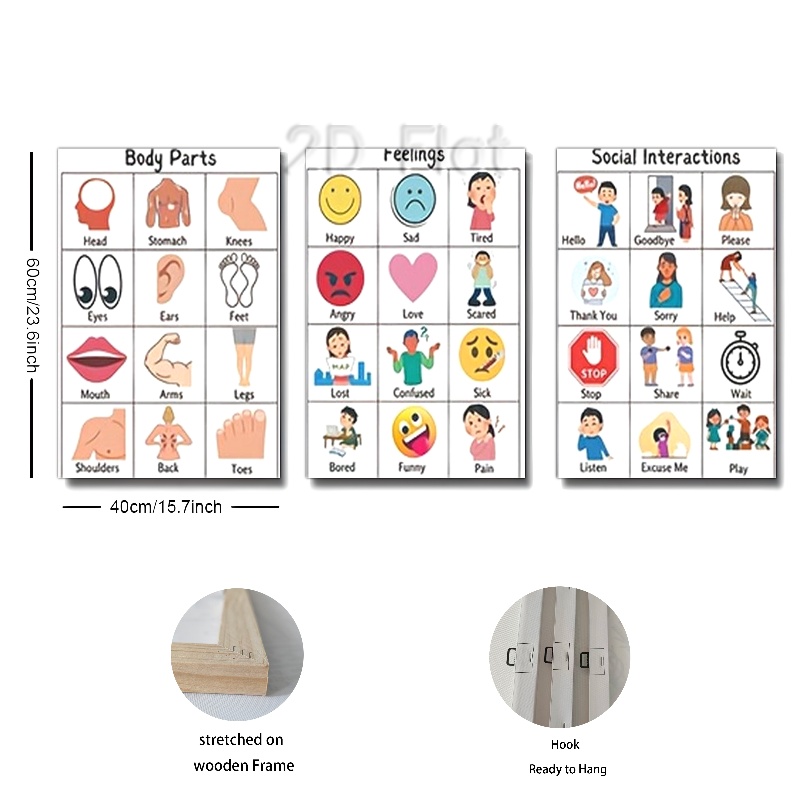 2D Flat
Body Parts
Head Stomach Knees
Eyes Ears Feet
Mouth Arms Legs
Shoulders Back Toes
Feelings
Happy Sad Tired
Angry Love Scared
Lost MAP Confused ?? Sick
Bored Funny Pain
Social Interactions
Hello! Hello Goodbye Please
Thank You Sorry Help
STOP Stop Share Wait
Listen Excuse Me Play
60cm/23.6inch
40cm/15.7inch
stretched on
wooden Frame
Hook
Ready to Hang